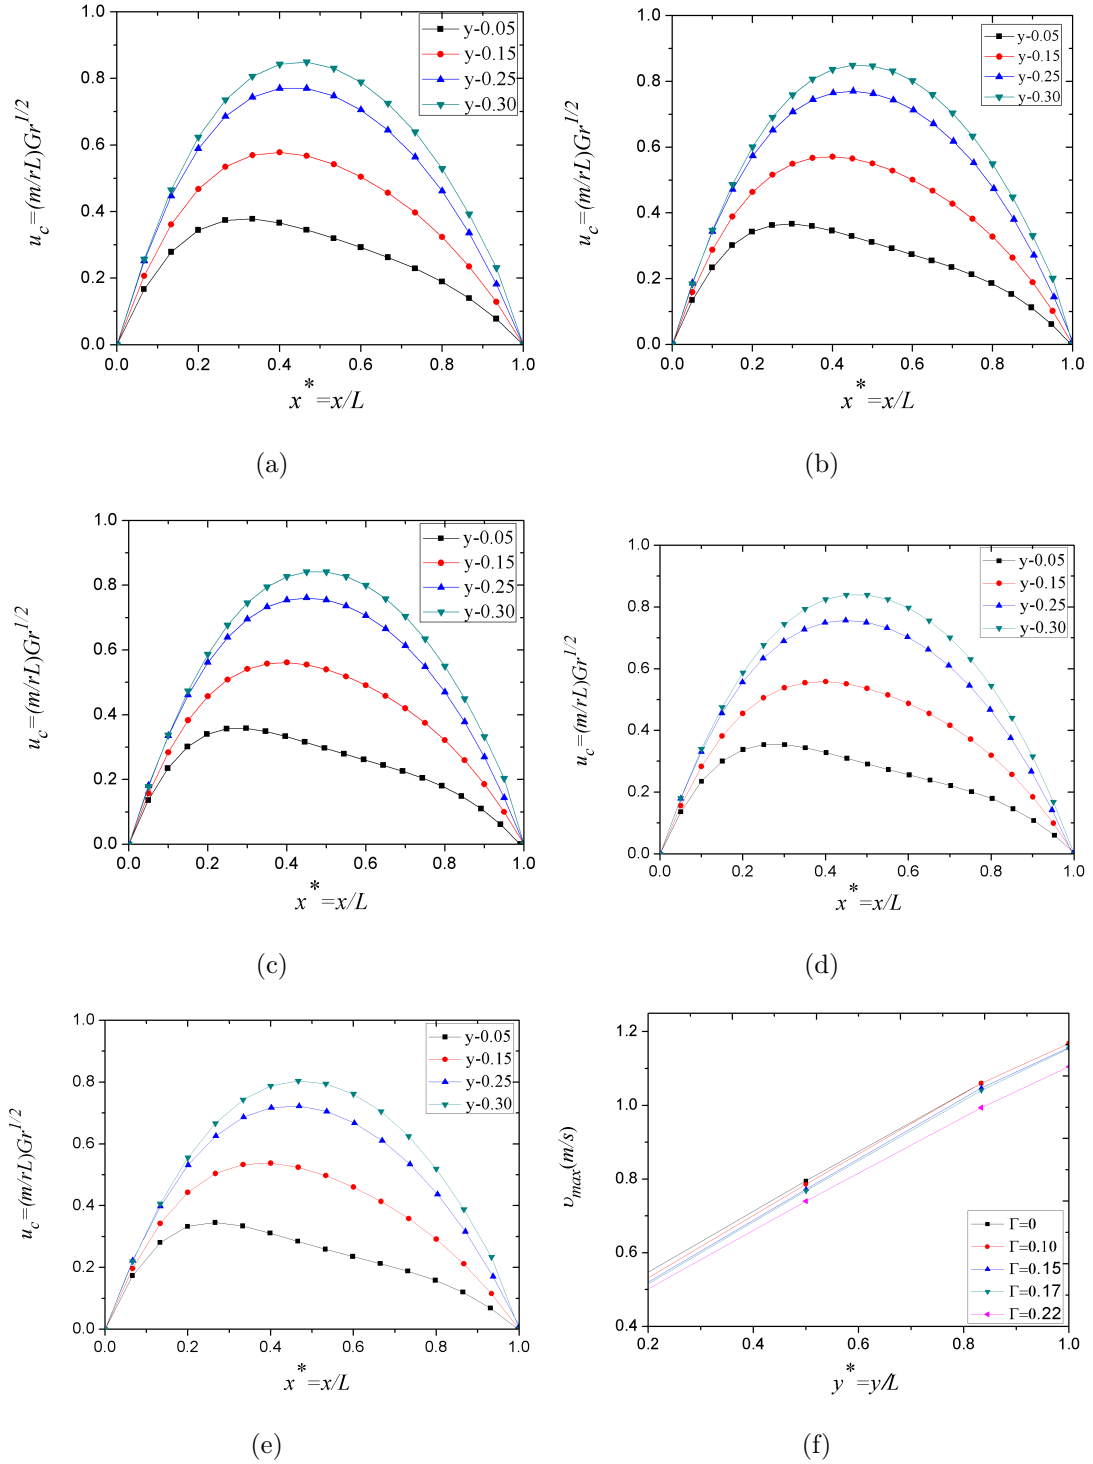 1.0
0.8
0.6
0.4
0.2
0.0
u_c=(m/rL)Gr^{1/2}
y-0.05
y-0.15
y-0.25
y-0.30
0.0 0.2 0.4 0.6 0.8 1.0
x*=x/L
(a)
1.0
0.8
0.6
0.4
0.2
0.0
u_c=(m/rL)Gr^{1/2}
y-0.05
y-0.15
y-0.25
y-0.30
0.0 0.2 0.4 0.6 0.8 1.0
x*=x/L
(b)
1.0
0.8
0.6
0.4
0.2
0.0
u_c=(m/rL)Gr^{1/2}
y-0.05
y-0.15
y-0.25
y-0.30
0.0 0.2 0.4 0.6 0.8 1.0
x*=x/L
(c)
1.0
0.8
0.6
0.4
0.2
0.0
u_c=(m/rL)Gr^{1/2}
y-0.05
y-0.15
y-0.25
y-0.30
0.0 0.2 0.4 0.6 0.8 1.0
x*=x/L
(d)
1.0
0.8
0.6
0.4
0.2
0.0
u_c=(m/rL)Gr^{1/2}
y-0.05
y-0.15
y-0.25
y-0.30
0.0 0.2 0.4 0.6 0.8 1.0
x*=x/L
(e)
1.2
1.0
0.8
0.6
0.4
υ_max(m/s)
Γ=0
Γ=0.10
Γ=0.15
Γ=0.17
Γ=0.22
0.2 0.4 0.6 0.8 1.0
y*=y/L
(f)